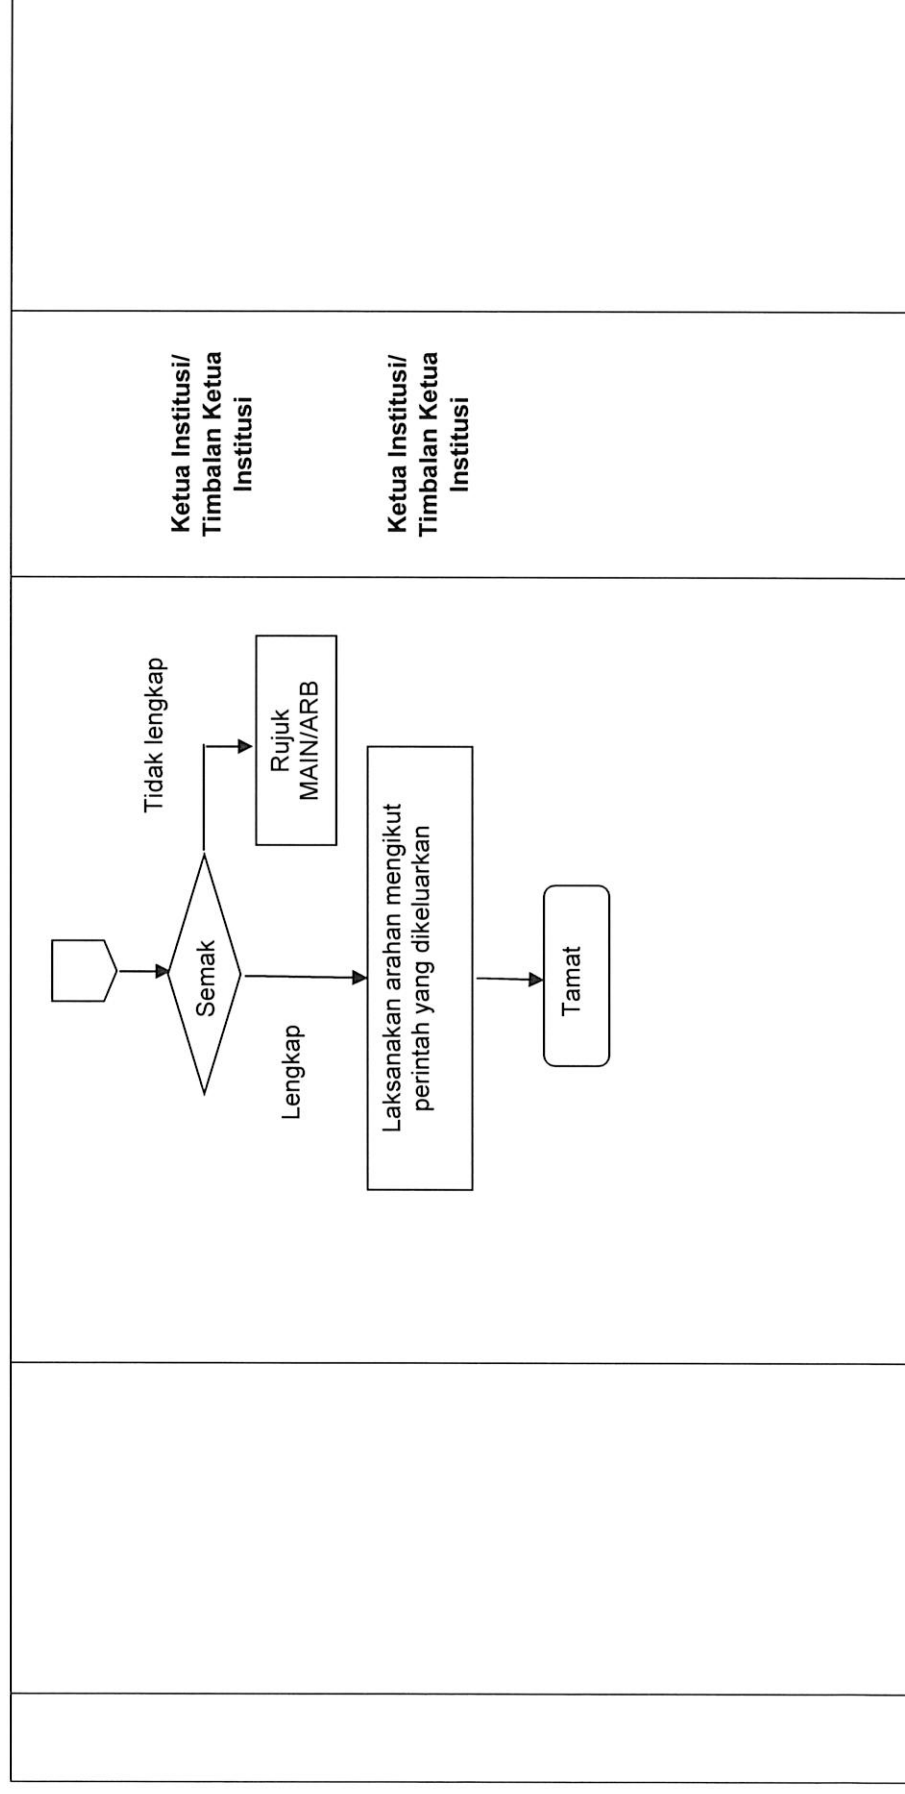 Semak
Tidak lengkap
Ketua Institusi/
Timbalan Ketua
Institusi
Rujuk
MAIN/ARB
Lengkap
Laksanakan arahan mengikut
perintah yang dikeluarkan
Ketua Institusi/
Timbalan Ketua
Institusi
Tamat